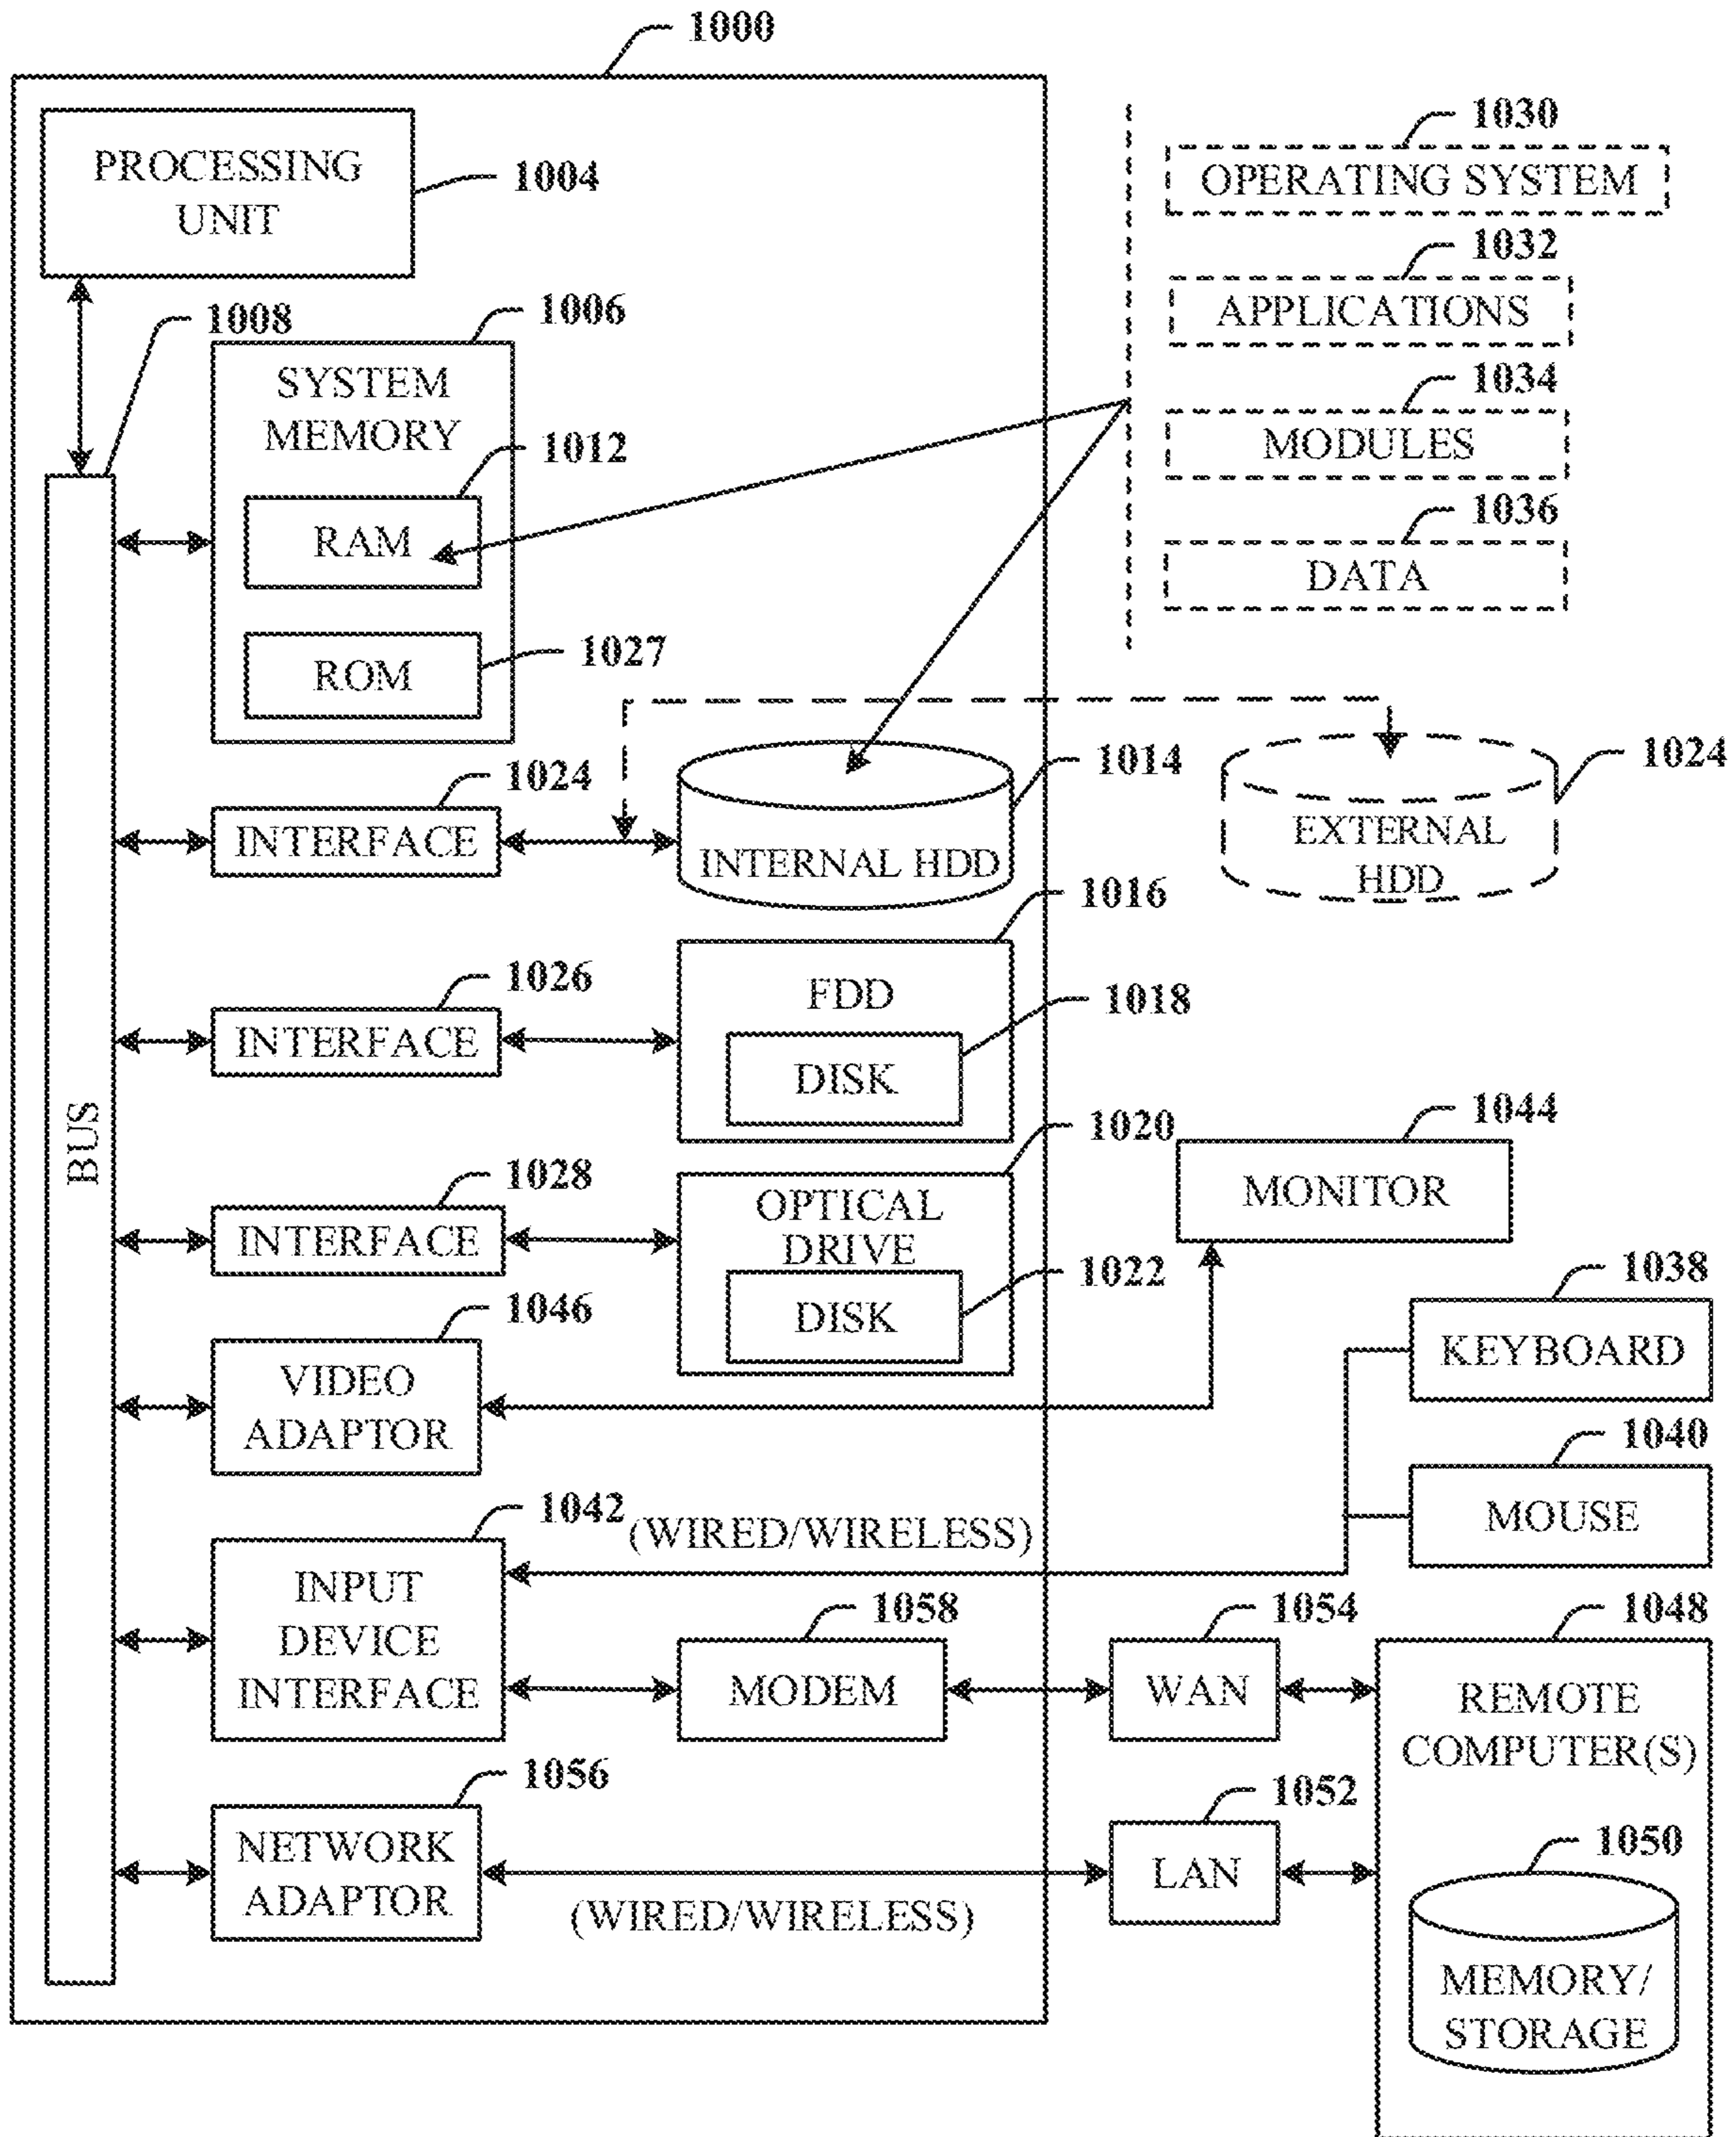 1000
PROCESSING
UNIT
1004
1030
OPERATING SYSTEM
1032
APPLICATIONS
1034
MODULES
1036
DATA
1008
1006
SYSTEM
MEMORY
1012
RAM
1027
ROM
1024
INTERFACE
1014
INTERNAL HDD
1024
EXTERNAL
HDD
1016
FDD
1018
DISK
1026
INTERFACE
BUS
1020
OPTICAL
DRIVE
1022
DISK
1028
INTERFACE
1044
MONITOR
1046
VIDEO
ADAPTOR
1038
KEYBOARD
1040
MOUSE
1042
(WIRED/WIRELESS)
INPUT
DEVICE
INTERFACE
1058
MODEM
1054
WAN
1048
REMOTE
COMPUTER(S)
1056
NETWORK
ADAPTOR
(WIRED/WIRELESS)
1052
LAN
1050
MEMORY/
STORAGE